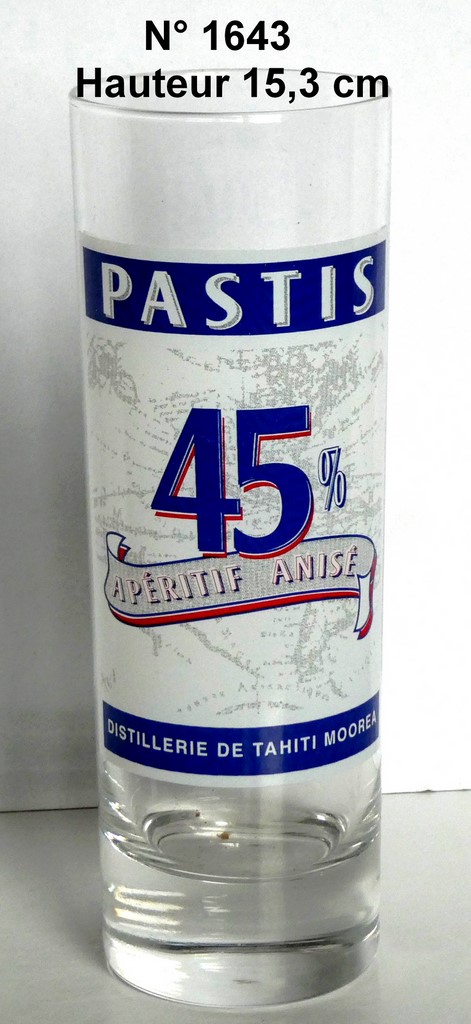 N° 1643
Hauteur 15,3 cm
PASTIS
45%
APÉRITIF ANISÉ
DISTILLERIE DE TAHITI MOOREA